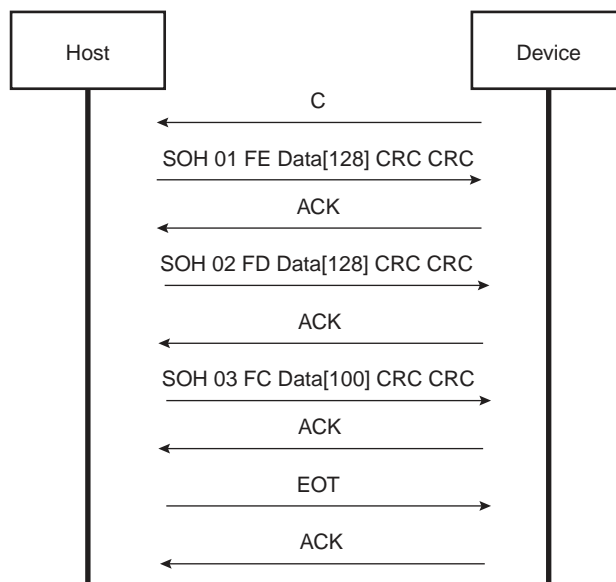 Host
Device
C
SOH 01 FE Data[128] CRC CRC
ACK
SOH 02 FD Data[128] CRC CRC
ACK
SOH 03 FC Data[100] CRC CRC
ACK
EOT
ACK